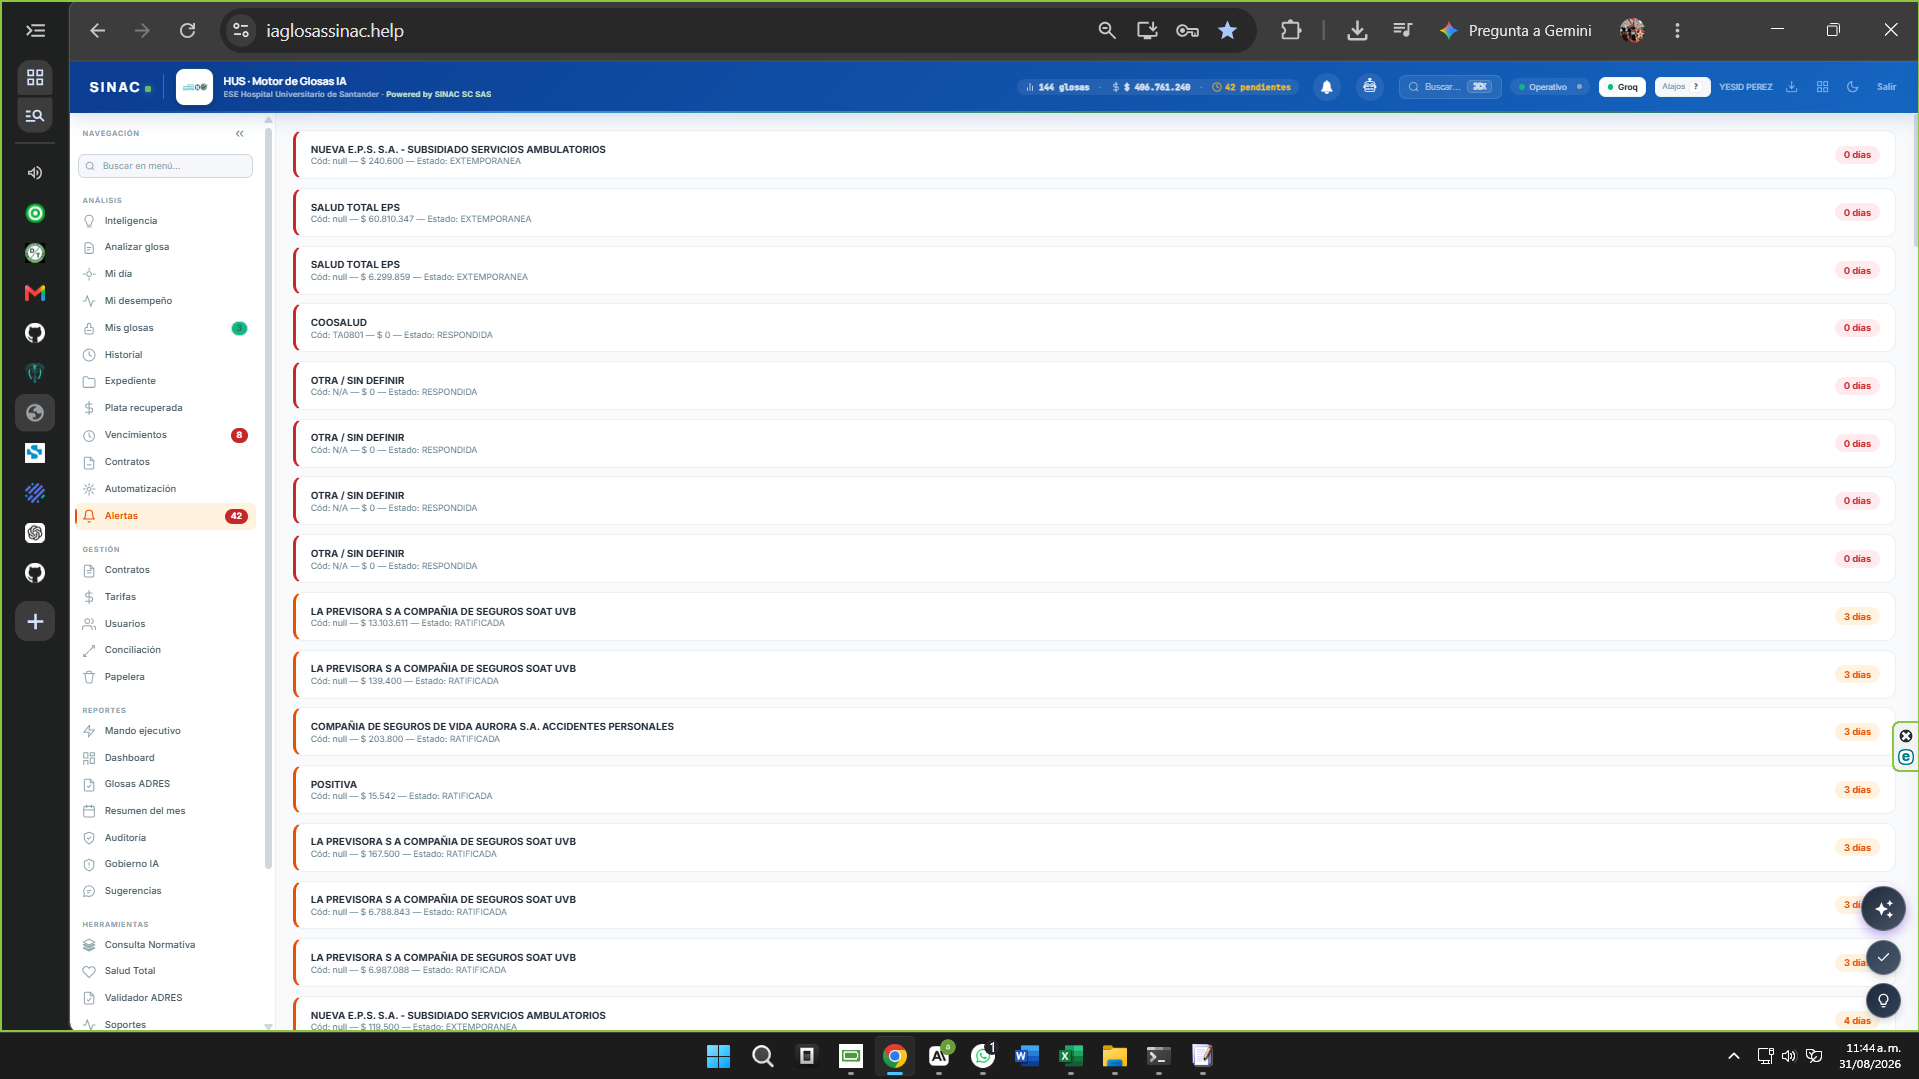 iaglosassinac.help
Pregunta a Gemini
SINAC
HUS · Motor de Glosas IA
ESE Hospital Universitario de Santander · Powered by SINAC SC SAS
144 glosas · $ $ 406.761.240 · 42 pendientes
Buscar... ⌘K
Operativo
Groq
Atajos ?
YESID PEREZ
Salir
NAVEGACIÓN
Buscar en menú...
ANÁLISIS
Inteligencia
Analizar glosa
Mi día
Mi desempeño
Mis glosas 3
Historial
Expediente
Plata recuperada
Vencimientos 8
Contratos
Automatización
Alertas 42
GESTIÓN
Contratos
Tarifas
Usuarios
Conciliación
Papelera
REPORTES
Mando ejecutivo
Dashboard
Glosas ADRES
Resumen del mes
Auditoría
Gobierno IA
Sugerencias
HERRAMIENTAS
Consulta Normativa
Salud Total
Validador ADRES
Soportes
NUEVA E.P.S. S.A. - SUBSIDIADO SERVICIOS AMBULATORIOS
Cód: null — $ 240.600 — Estado: EXTEMPORANEA
0 días
SALUD TOTAL EPS
Cód: null — $ 60.810.347 — Estado: EXTEMPORANEA
0 días
SALUD TOTAL EPS
Cód: null — $ 6.299.859 — Estado: EXTEMPORANEA
0 días
COOSALUD
Cód: TA0801 — $ 0 — Estado: RESPONDIDA
0 días
OTRA / SIN DEFINIR
Cód: N/A — $ 0 — Estado: RESPONDIDA
0 días
OTRA / SIN DEFINIR
Cód: N/A — $ 0 — Estado: RESPONDIDA
0 días
OTRA / SIN DEFINIR
Cód: N/A — $ 0 — Estado: RESPONDIDA
0 días
OTRA / SIN DEFINIR
Cód: N/A — $ 0 — Estado: RESPONDIDA
0 días
LA PREVISORA S A COMPAÑIA DE SEGUROS SOAT UVB
Cód: null — $ 13.103.611 — Estado: RATIFICADA
3 días
LA PREVISORA S A COMPAÑIA DE SEGUROS SOAT UVB
Cód: null — $ 139.400 — Estado: RATIFICADA
3 días
COMPAÑIA DE SEGUROS DE VIDA AURORA S.A. ACCIDENTES PERSONALES
Cód: null — $ 203.800 — Estado: RATIFICADA
3 días
POSITIVA
Cód: null — $ 15.542 — Estado: RATIFICADA
3 días
LA PREVISORA S A COMPAÑIA DE SEGUROS SOAT UVB
Cód: null — $ 167.500 — Estado: RATIFICADA
3 días
LA PREVISORA S A COMPAÑIA DE SEGUROS SOAT UVB
Cód: null — $ 6.788.843 — Estado: RATIFICADA
3 dí
LA PREVISORA S A COMPAÑIA DE SEGUROS SOAT UVB
Cód: null — $ 6.987.088 — Estado: RATIFICADA
3 día
NUEVA E.P.S. S.A. - SUBSIDIADO SERVICIOS AMBULATORIOS
Cód: null — $ 119.500 — Estado: EXTEMPORANEA
4 días
11:44 a. m.
31/08/2026